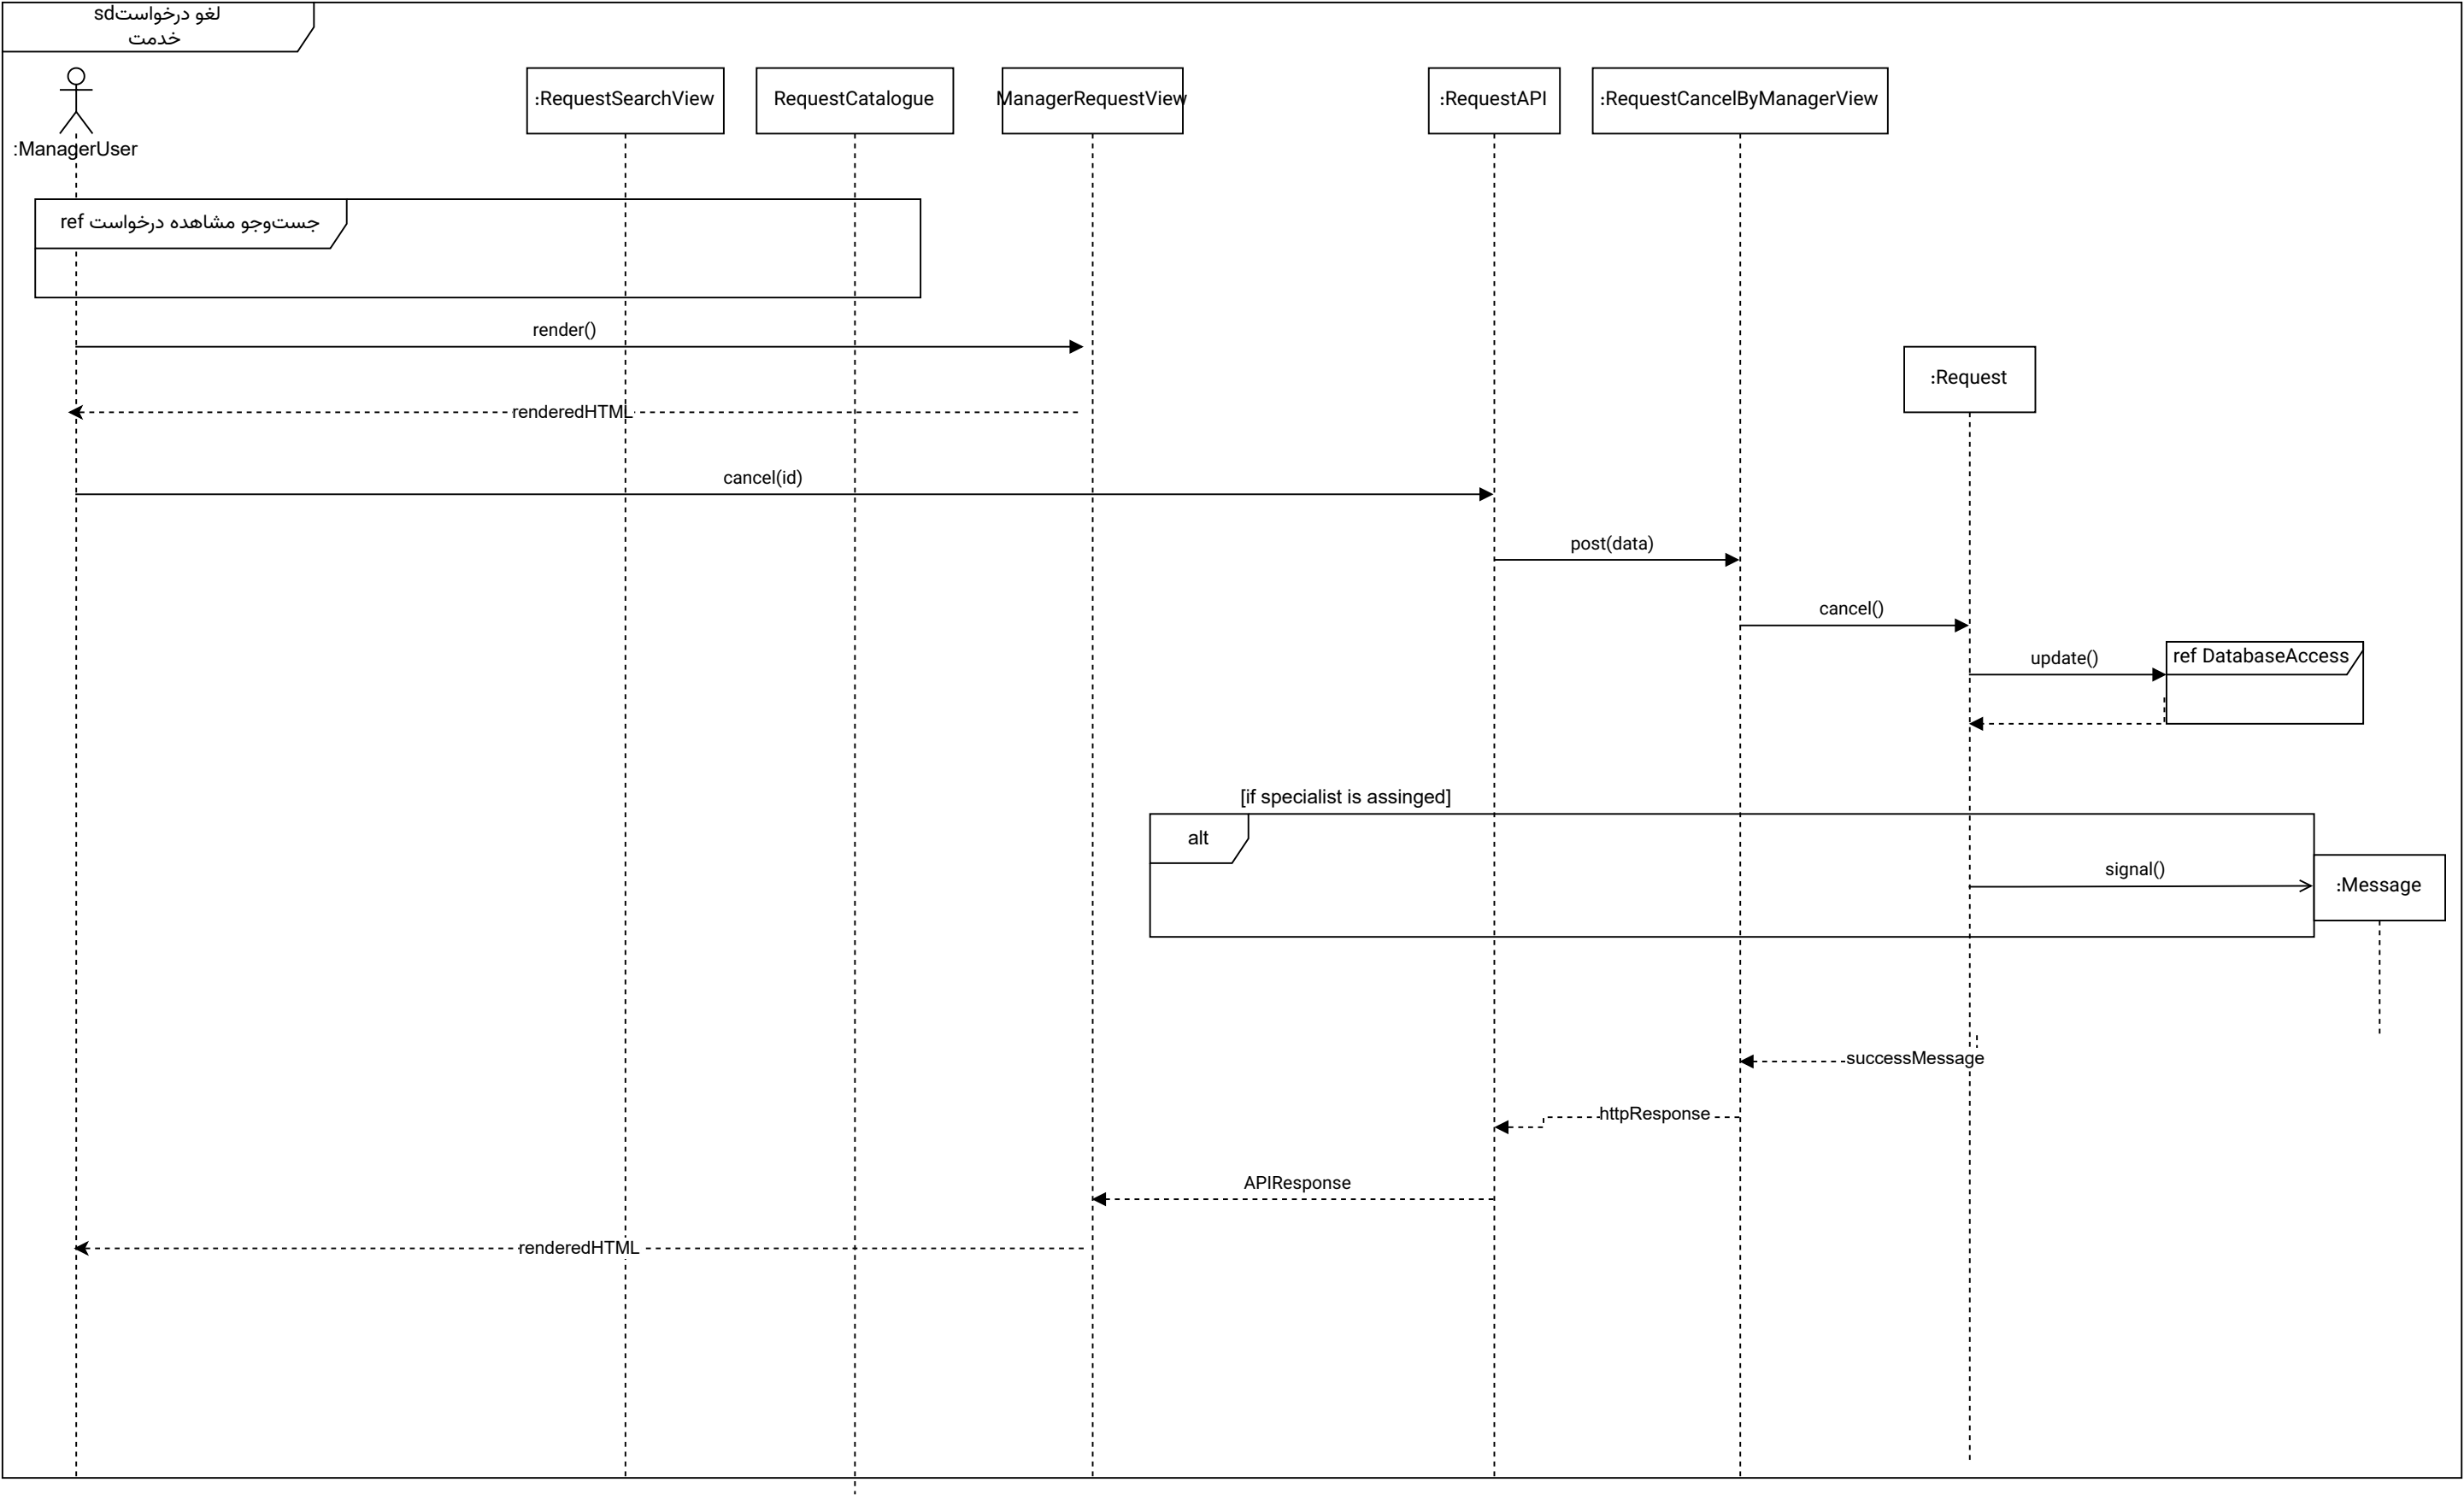 sdلغو درخواست
خدمت
:ManagerUser
:RequestSearchView
RequestCatalogue
ManagerRequestView
:RequestAPI
:RequestCancelByManagerView
ref جست‌وجو مشاهده درخواست
render()
:Request
renderedHTML
cancel(id)
post(data)
cancel()
update()
ref DatabaseAccess
[if specialist is assinged]
alt
signal()
:Message
successMessage
httpResponse
APIResponse
renderedHTML